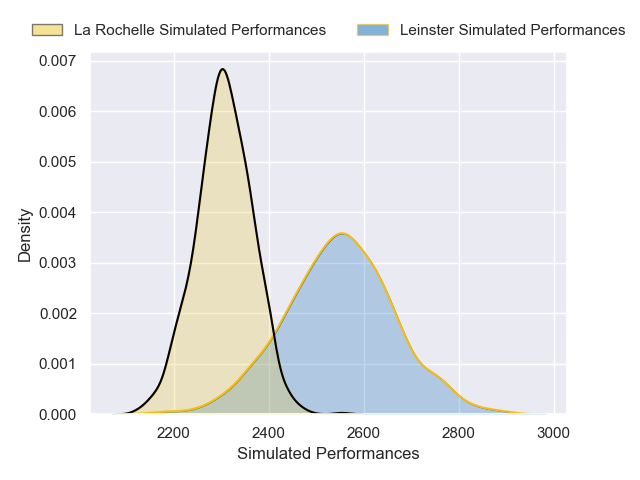 La Rochelle Simulated Performances Leinster Simulated Performances
0.007
0.006
0.005
0.004
0.003
0.002
0.001
0.000
Density
2200 2400 2600 2800 3000
Simulated Performances